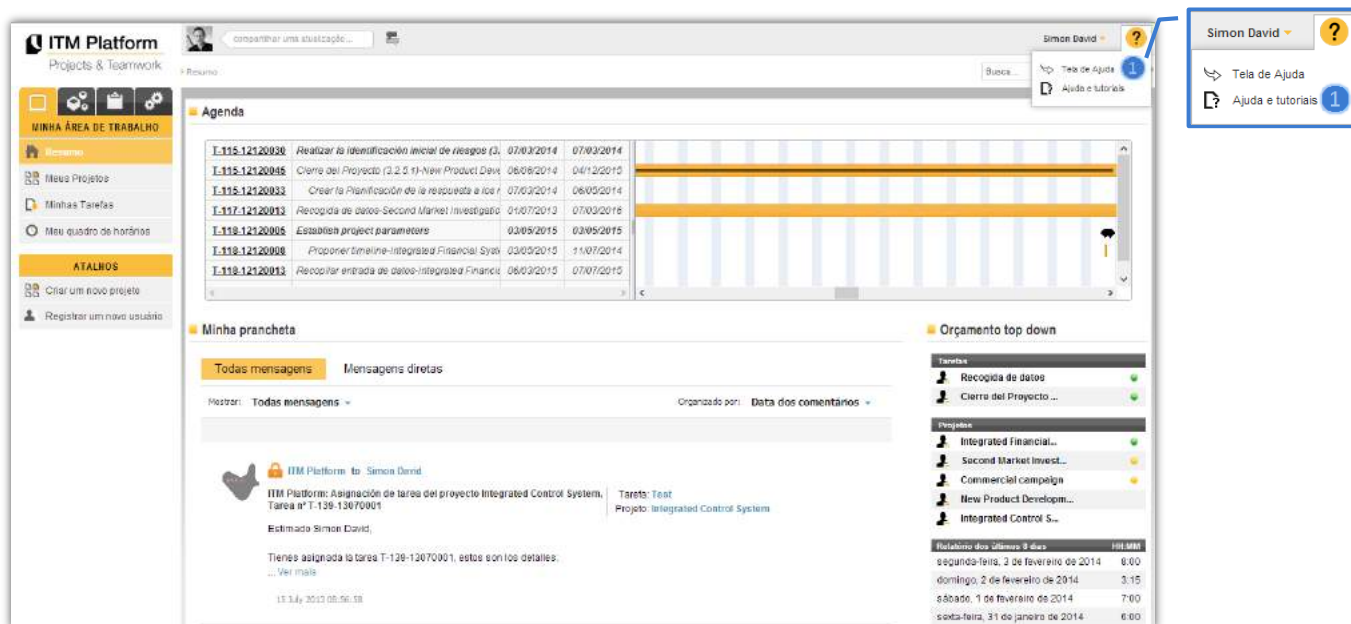 ITM Platform
Projects & Teamwork
compartilhar uma atualização...
Simon David
?
Resumo
Busca...
Tela de Ajuda
1
Ajuda e tutoriais
Simon David
?
Tela de Ajuda
Ajuda e tutoriais
1
MINHA ÁREA DE TRABALHO
Resumo
Meus Projetos
Minhas Tarefas
Meu quadro de horários
ATALHOS
Criar um novo projeto
Registrar um novo usuário
Agenda
T-115-12120030 Realizar la identificación inicial de riesgos (3. 07/03/2014 07/03/2014
T-115-12120046 Cierre del Proyecto (3.2.5.1)-New Product Deve 06/06/2014 04/12/2015
T-115-12120033 Crear la Planificación de la respuesta a los r 07/03/2014 06/05/2014
T-117-12120013 Recogida de datos-Second Market Investigatio 01/07/2013 07/03/2016
T-118-12120006 Establish project parameters 03/05/2015 03/05/2015
T-118-12120008 Proponer timeline-Integrated Financial Syste 03/05/2015 11/07/2014
T-118-12120013 Recopilar entrada de datos-Integrated Financia 06/03/2015 07/07/2015
Minha prancheta
Todas mensagens Mensagens diretas
Mostrar: Todas mensagens
Organizado por: Data dos comentários
ITM Platform to Simon David
ITM Platform: Asignación de tarea del proyecto Integrated Control System,
Tarea nº T-139-13070001
Tarefa: Test
Projeto: Integrated Control System
Estimado Simon David,
Tienes asignada la tarea T-139-13070001, estos son los detalles:
... Ver mais
15 July 2013 08:56:58
Orçamento top down
Tarefas
Recogida de datos
Cierre del Proyecto ...
Projetos
Integrated Financial...
Second Market Invest...
Commercial campaign
New Product Developm...
Integrated Control S...
Relatório dos últimos 8 dias HH:MM
segunda-feira, 3 de fevereiro de 2014 8:00
domingo, 2 de fevereiro de 2014 3:15
sábado, 1 de fevereiro de 2014 7:00
sexta-feira, 31 de janeiro de 2014 6:00